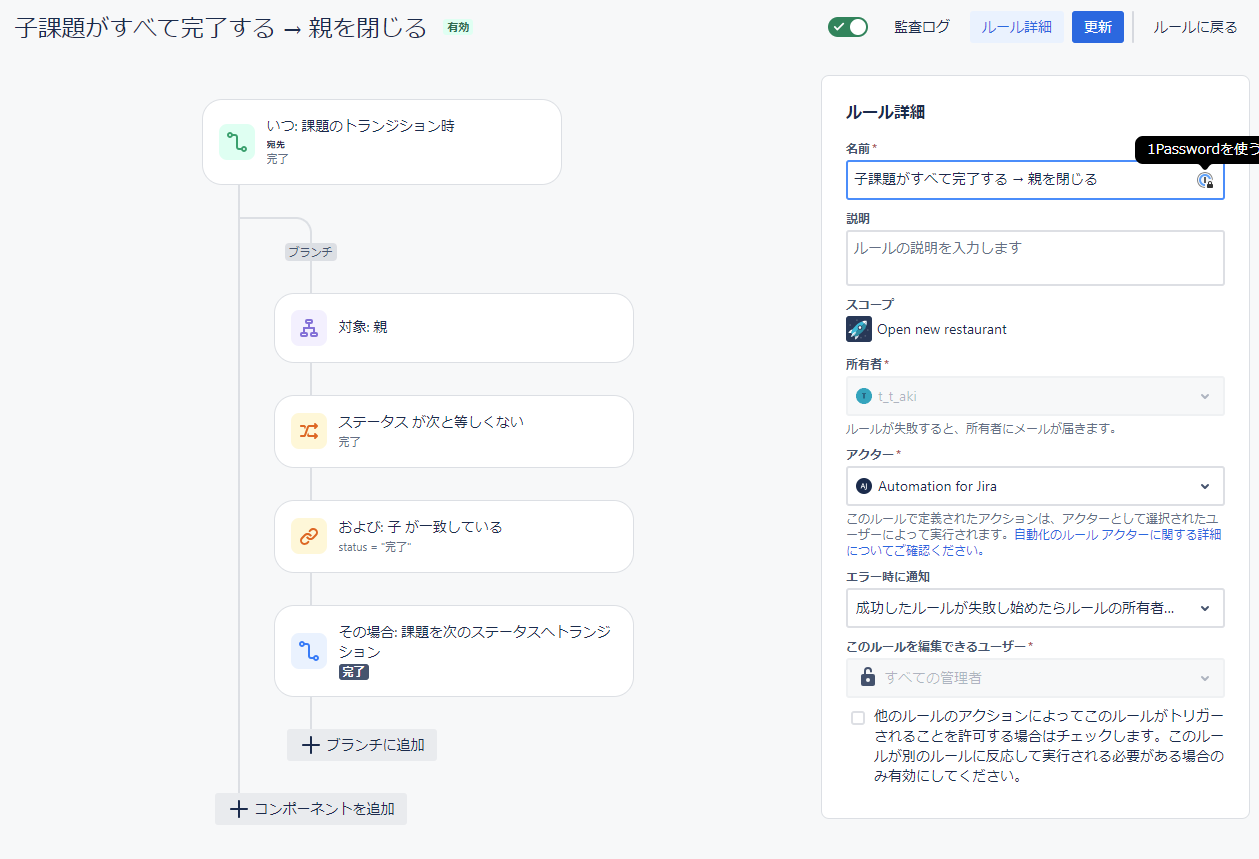 子課題がすべて完了する → 親を閉じる 有効
監査ログ ルール詳細 更新 ルールに戻る
いつ: 課題のトランジション時
宛先
完了
ブランチ
対象: 親
ステータス が次と等しくない
完了
および: 子 が一致している
status = "完了"
その場合: 課題を次のステータスへトランジ
ション
完了
ブランチに追加
コンポーネントを追加
ルール詳細
名前*
1Passwordを使う
子課題がすべて完了する → 親を閉じる
説明
ルールの説明を入力します
スコープ
Open new restaurant
所有者*
T t_t_aki
ルールが失敗すると、所有者にメールが届きます。
アクター*
AJ Automation for Jira
このルールで定義されたアクションは、アクターとして選択されたユ
ーザーによって実行されます。自動化のルール アクターに関する詳細
についてご確認ください。
エラー時に通知
成功したルールが失敗し始めたらルールの所有者...
このルールを編集できるユーザー*
すべての管理者
他のルールのアクションによってこのルールがトリガー
されることを許可する場合はチェックします。このルー
ルが別のルールに反応して実行される必要がある場合の
み有効にしてください。